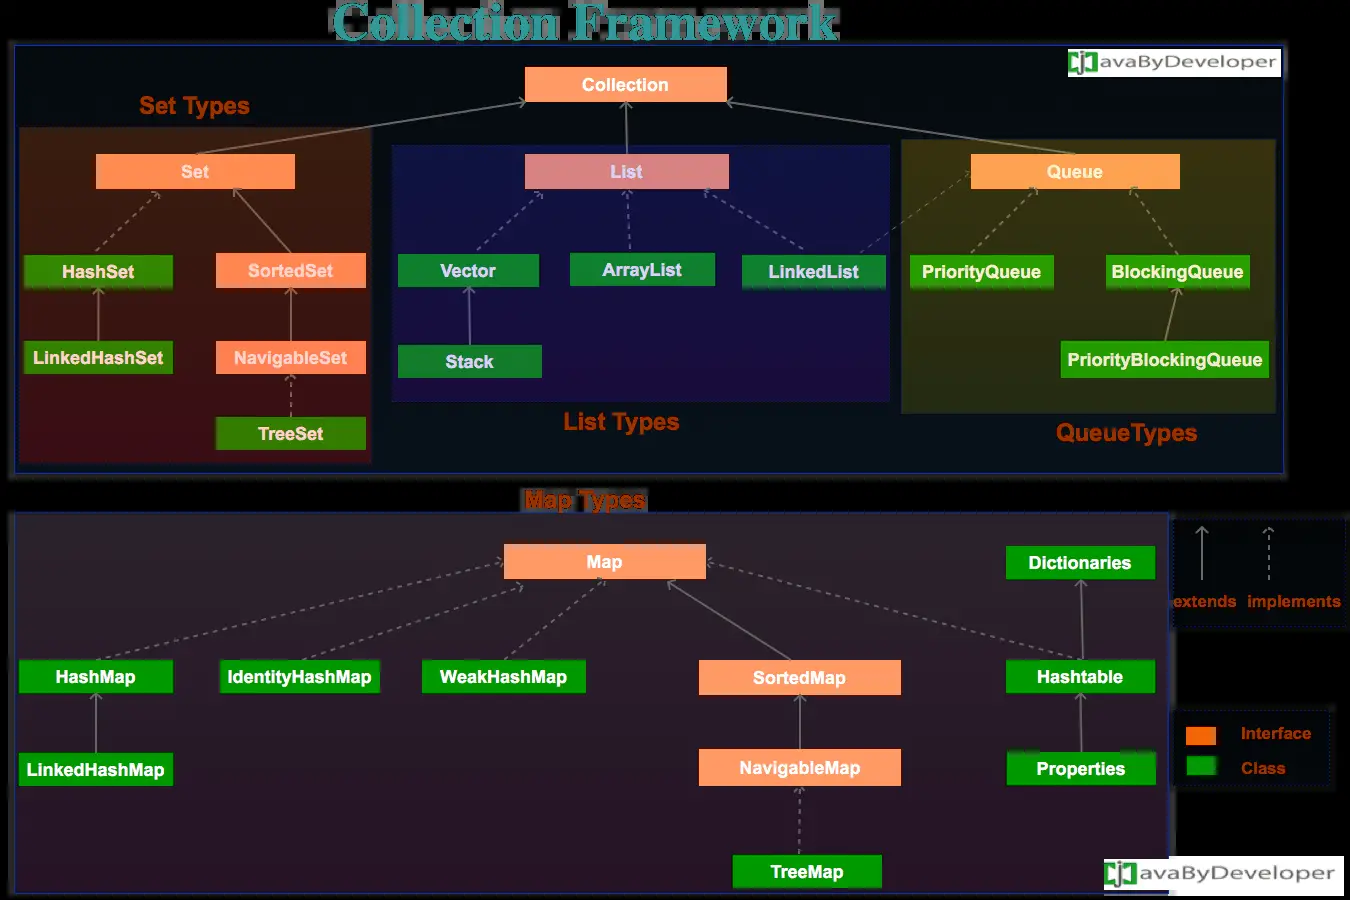 Collection Framework
avaByDeveloper
Collection
Set Types
Set
List
Queue
HashSet
SortedSet
Vector
ArrayList
LinkedList
PriorityQueue
BlockingQueue
LinkedHashSet
NavigableSet
Stack
PriorityBlockingQueue
TreeSet
List Types
QueueTypes
Map Types
Map
Dictionaries
extends implements
HashMap
IdentityHashMap
WeakHashMap
SortedMap
Hashtable
Interface
LinkedHashMap
NavigableMap
Properties
Class
TreeMap
avaByDeveloper